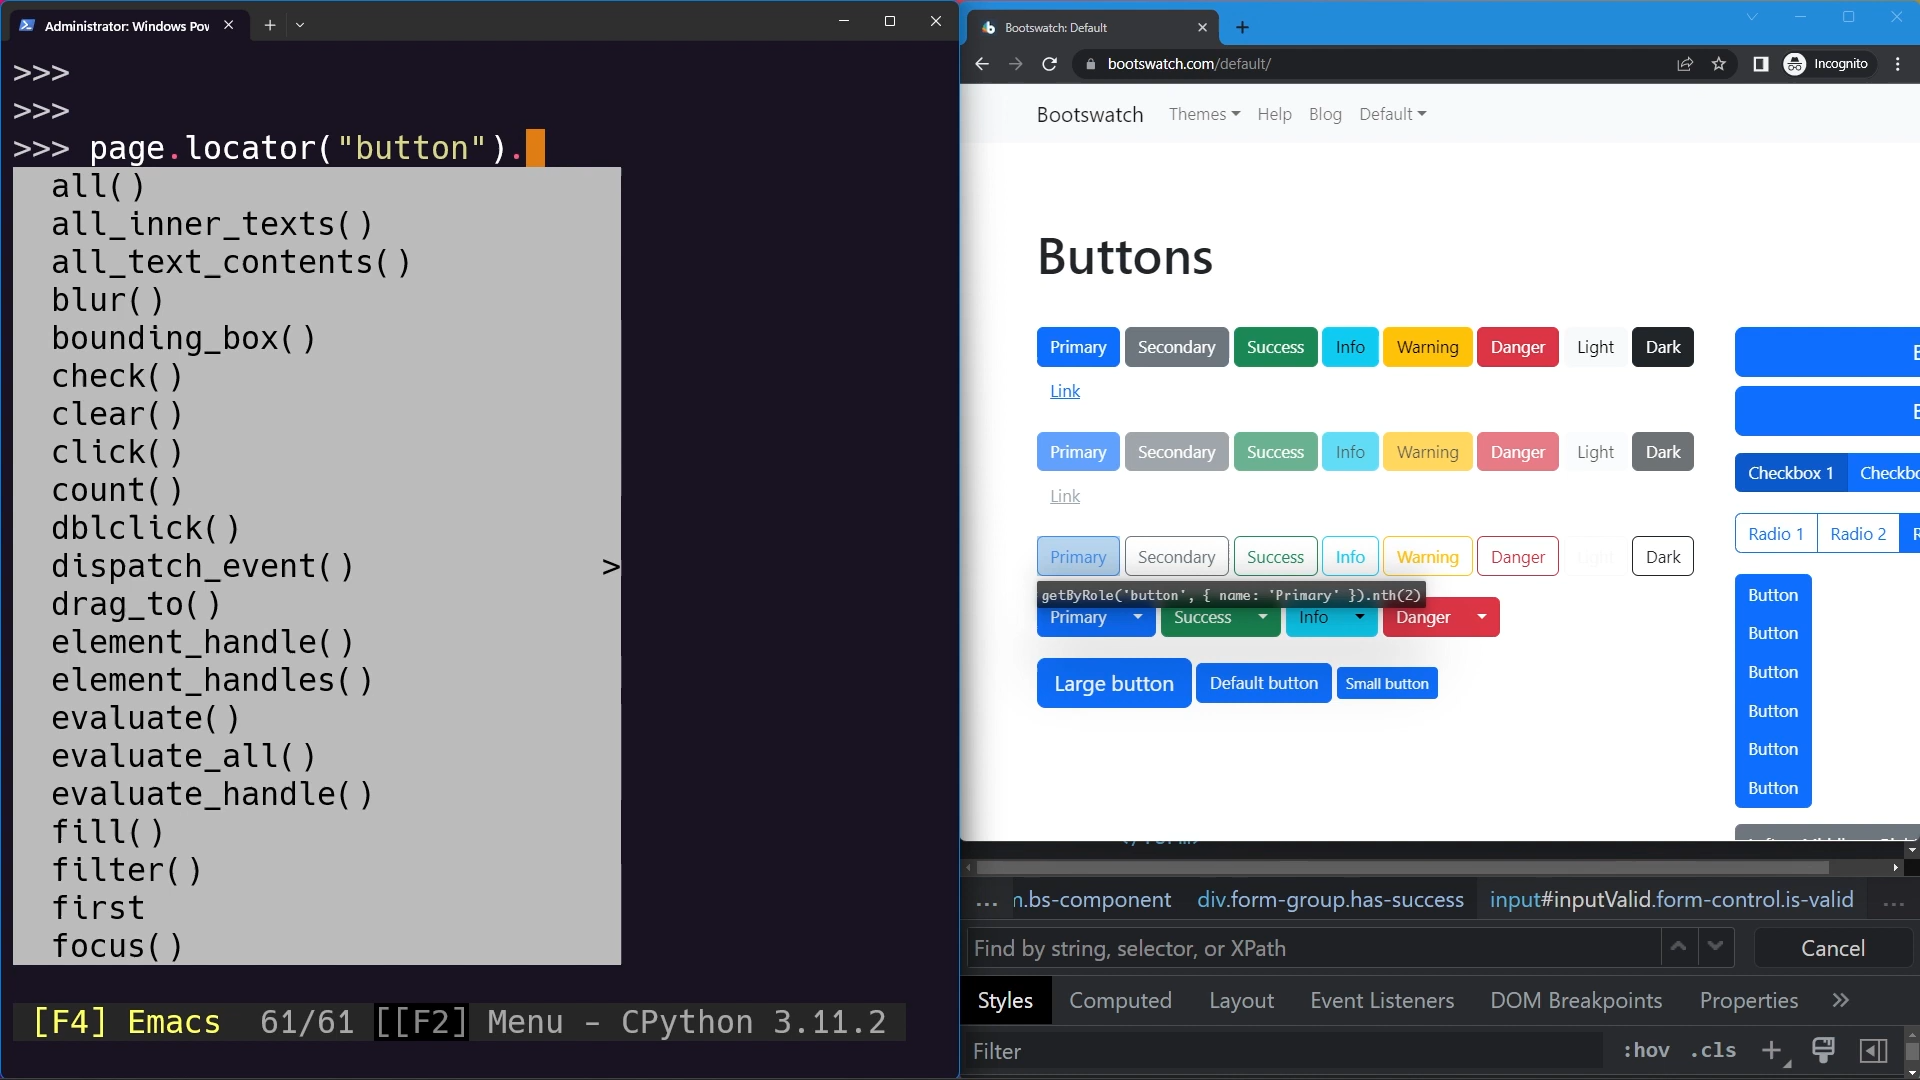 Administrator: Windows Pov
>>>
>>>
>>> page.locator("button").
all()
all_inner_texts()
all_text_contents()
blur()
bounding_box()
check()
clear()
click()
count()
dblclick()
dispatch_event() >
drag_to()
element_handle()
element_handles()
evaluate()
evaluate_all()
evaluate_handle()
fill()
filter()
first
focus()
[F4] Emacs 61/61 [[F2] Menu - CPython 3.11.2
Bootswatch: Default
bootswatch.com/default/
Incognito
Bootswatch Themes Help Blog Default
Buttons
Primary Secondary Success Info Warning Danger Light Dark
Link
Primary Secondary Success Info Warning Danger Light Dark
Link
Primary Secondary Success Info Warning Danger Dark
getByRole('button', { name: 'Primary' }).nth(2)
Primary Success Info Danger
Large button Default button Small button
Checkbox 1 Checkbo
Radio 1 Radio 2
Button
Button
Button
Button
Button
Button
... n.bs-component div.form-group.has-success input#inputValid.form-control.is-valid ...
Find by string, selector, or XPath Cancel
Styles Computed Layout Event Listeners DOM Breakpoints Properties »
Filter :hov .cls